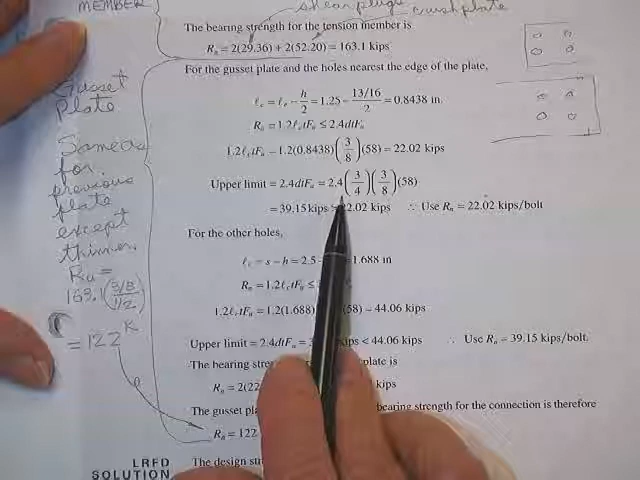 MEMBER
shear plug
crush plate
The bearing strength for the tension member is
Rn = 2(29.36) + 2(52.20) = 163.1 kips
For the gusset plate and the holes nearest the edge of the plate,
ℓc = ℓe − h/2 = 1.25 − 13/16/2 = 0.8438 in.
Rn = 1.2ℓctFu ≤ 2.4dtFu
1.2ℓctFu = 1.2(0.8438)(3/8)(58) = 22.02 kips
Upper limit = 2.4dtFu = 2.4(3/4)(3/8)(58)
= 39.15 kips 22.02 kips ∴ Use Rn = 22.02 kips/bolt
For the other holes,
ℓc = s − h = 2.5 = 1.688 in
Rn = 1.2ℓctFu ≤
1.2ℓctFu = 1.2(1.688) (58) = 44.06 kips
Upper limit = 2.4dtFu = 3 kips < 44.06 kips ∴ Use Rn = 39.15 kips/bolt.
The bearing stren plate is
Rn = 2(22 kips
The gusset pla bearing strength for the connection is therefore
Rn = 122
LRFD
SOLUTION
The design str
Gusset
Plate
Same as
for
previous
plate
except
thinner.
Rn =
163.1(3/8/1/2)
= 122K